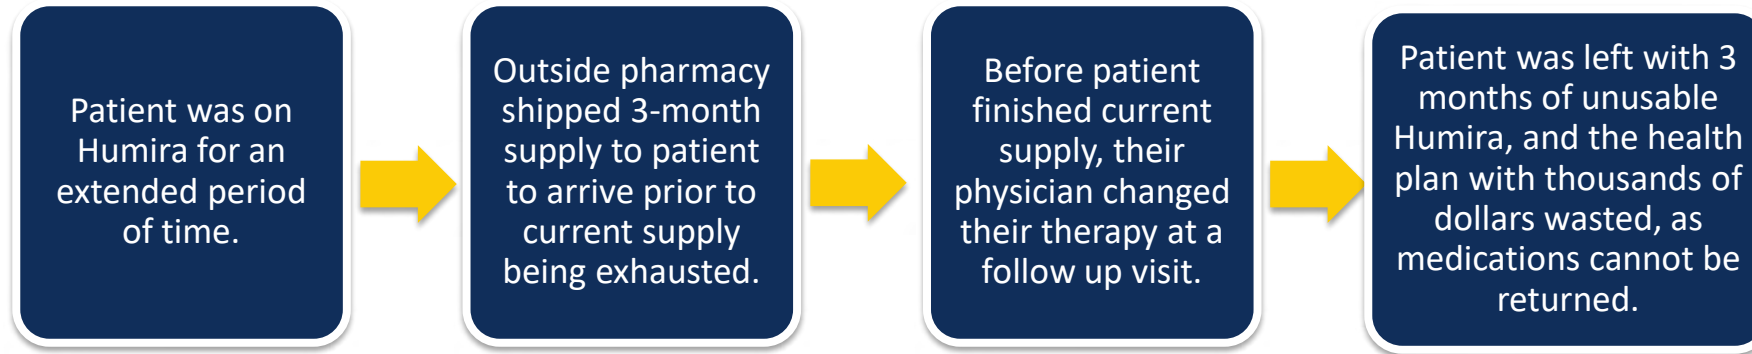 Patient was on
Humira for an
extended period
of time.
Outside pharmacy
shipped 3-month
supply to patient
to arrive prior to
current supply
being exhausted.
Before patient
finished current
supply, their
physician changed
their therapy at a
follow up visit.
Patient was left with 3
months of unusable
Humira, and the health
plan with thousands of
dollars wasted, as
medications cannot be
returned.